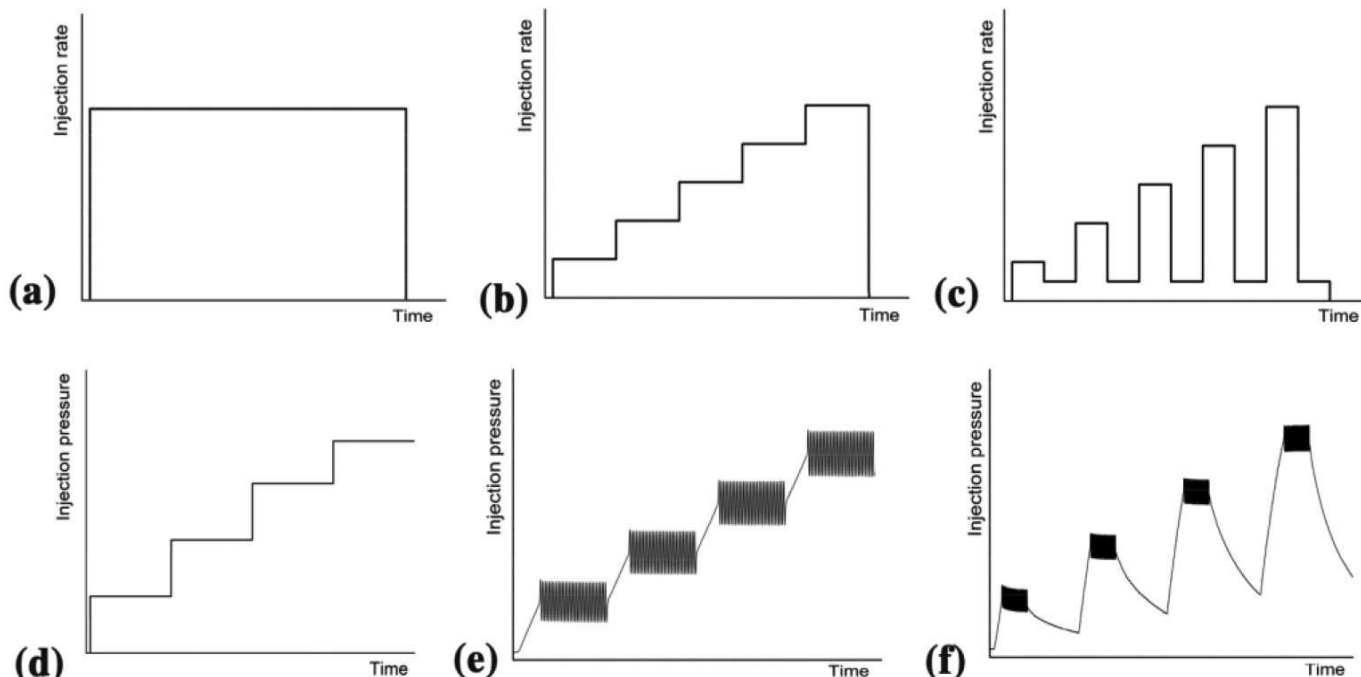 Injection rate
Time
(a)
Injection rate
Time
(b)
Injection rate
Time
(c)
Injection pressure
Time
(d)
Injection pressure
Time
(e)
Injection pressure
Time
(f)